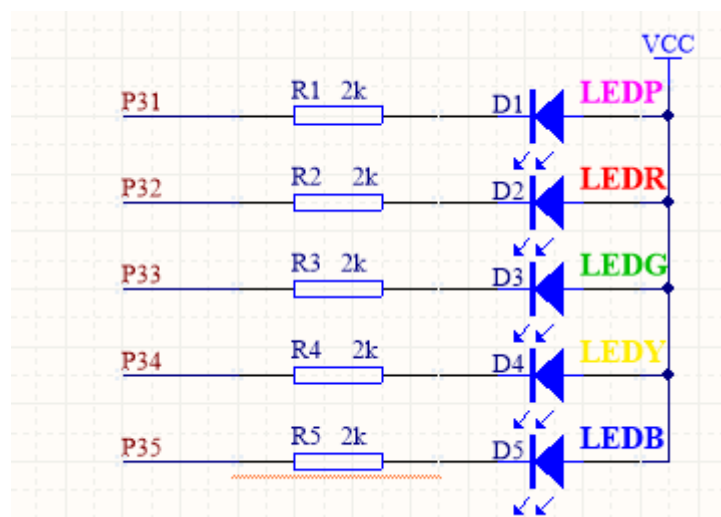 VCC
P31 R1 2k D1 LEDP
P32 R2 2k D2 LEDR
P33 R3 2k D3 LEDG
P34 R4 2k D4 LEDY
P35 R5 2k D5 LEDB